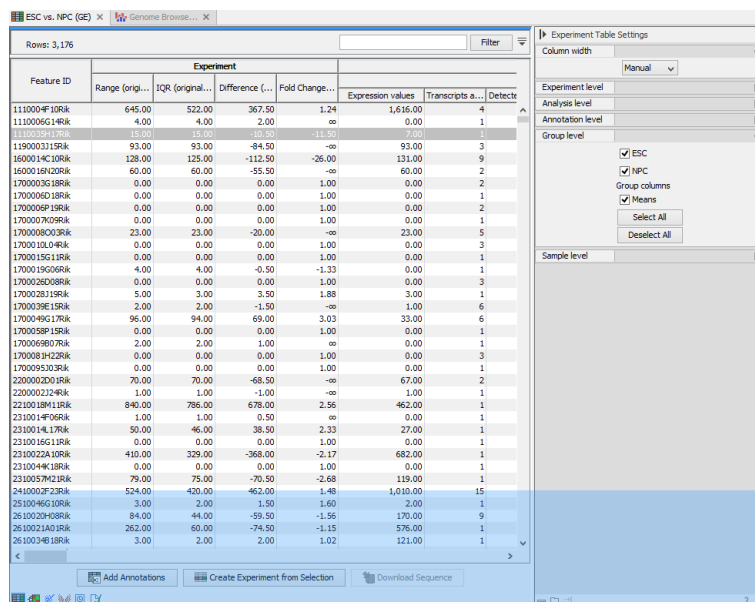 ESC vs. NPC (GE) Genome Browse...
Rows: 3,176 Filter
Experiment
Feature ID Range (origi... IQR (original... Difference (... Fold Change... Expression values Transcripts a... Detecte
1110004F10Rik 645.00 522.00 367.50 1.24 1,616.00 4
1110006G14Rik 4.00 4.00 2.00 ∞ 0.00 1
1110035H17Rik 15.00 15.00 -10.50 -11.50 7.00 1
1190003J15Rik 93.00 93.00 -84.50 -∞ 93.00 3
1600014C10Rik 128.00 125.00 -112.50 -26.00 131.00 9
1600016N20Rik 60.00 60.00 -55.50 -∞ 60.00 2
1700003G18Rik 0.00 0.00 0.00 1.00 0.00 2
1700006D18Rik 0.00 0.00 0.00 1.00 0.00 1
1700006P19Rik 0.00 0.00 0.00 1.00 0.00 2
1700007K09Rik 0.00 0.00 0.00 1.00 0.00 1
1700008O03Rik 23.00 23.00 -20.00 -∞ 23.00 5
1700010L04Rik 0.00 0.00 0.00 1.00 0.00 3
1700015G11Rik 0.00 0.00 0.00 1.00 0.00 1
1700019G06Rik 4.00 4.00 -0.50 -1.33 0.00 1
1700026D08Rik 0.00 0.00 0.00 1.00 0.00 3
1700028J19Rik 5.00 3.00 3.50 1.88 3.00 1
1700039E15Rik 2.00 2.00 -1.50 -∞ 1.00 6
1700049G17Rik 96.00 94.00 69.00 3.03 33.00 6
1700058P15Rik 0.00 0.00 0.00 1.00 0.00 1
1700069B07Rik 2.00 2.00 1.00 ∞ 0.00 1
1700081H22Rik 0.00 0.00 0.00 1.00 0.00 3
1700095J03Rik 0.00 0.00 0.00 1.00 0.00 1
2200002D01Rik 70.00 70.00 -68.50 -∞ 67.00 2
2200002J24Rik 1.00 1.00 -1.00 -∞ 1.00 1
2210018M11Rik 840.00 786.00 678.00 2.56 462.00 1
2310014F06Rik 1.00 1.00 0.50 ∞ 0.00 1
2310014L17Rik 50.00 46.00 38.50 2.33 27.00 1
2310016G11Rik 0.00 0.00 0.00 1.00 0.00 1
2310022A10Rik 410.00 329.00 -368.00 -2.17 682.00 1
2310044K18Rik 0.00 0.00 0.00 1.00 0.00 1
2310057M21Rik 79.00 75.00 -70.50 -2.68 119.00 1
2410002F23Rik 524.00 420.00 462.00 1.48 1,010.00 15
2510046G10Rik 3.00 2.00 1.50 1.60 2.00 1
2610020H08Rik 84.00 44.00 -59.50 -1.56 170.00 9
2610021A01Rik 262.00 60.00 -74.50 -1.15 576.00 1
2610034B18Rik 3.00 2.00 2.00 1.02 121.00 1
Add Annotations Create Experiment from Selection Download Sequence
Experiment Table Settings
Column width
Manual
Experiment level
Analysis level
Annotation level
Group level
ESC
NPC
Group columns
Means
Select All
Deselect All
Sample level